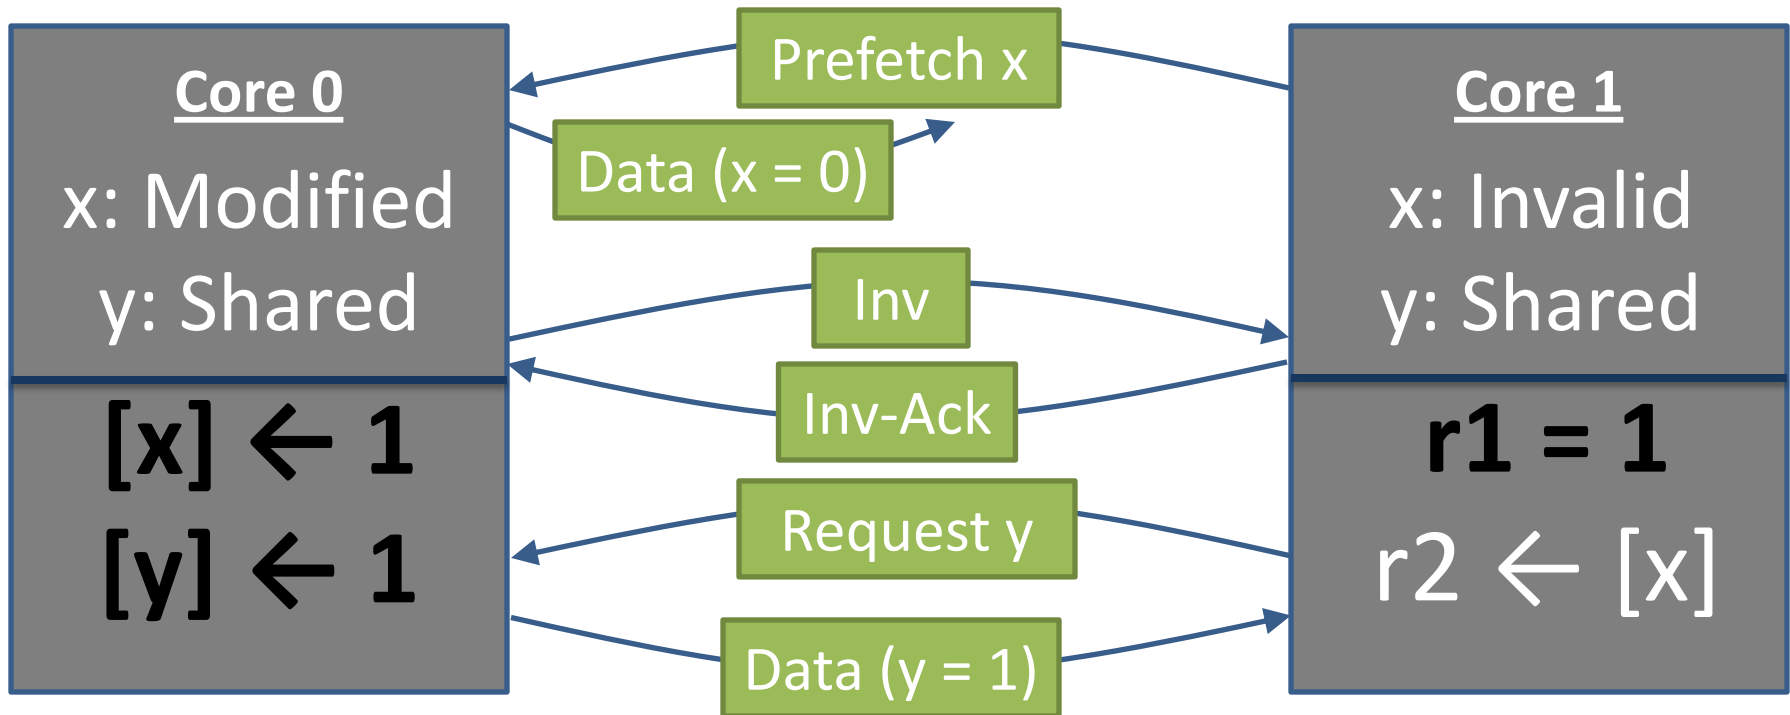 Core 0
x: Modified
y: Shared
[x] ← 1
[y] ← 1
Prefetch x
Data (x = 0)
Inv
Inv-Ack
Request y
Data (y = 1)
Core 1
x: Invalid
y: Shared
r1 = 1
r2 ← [x]